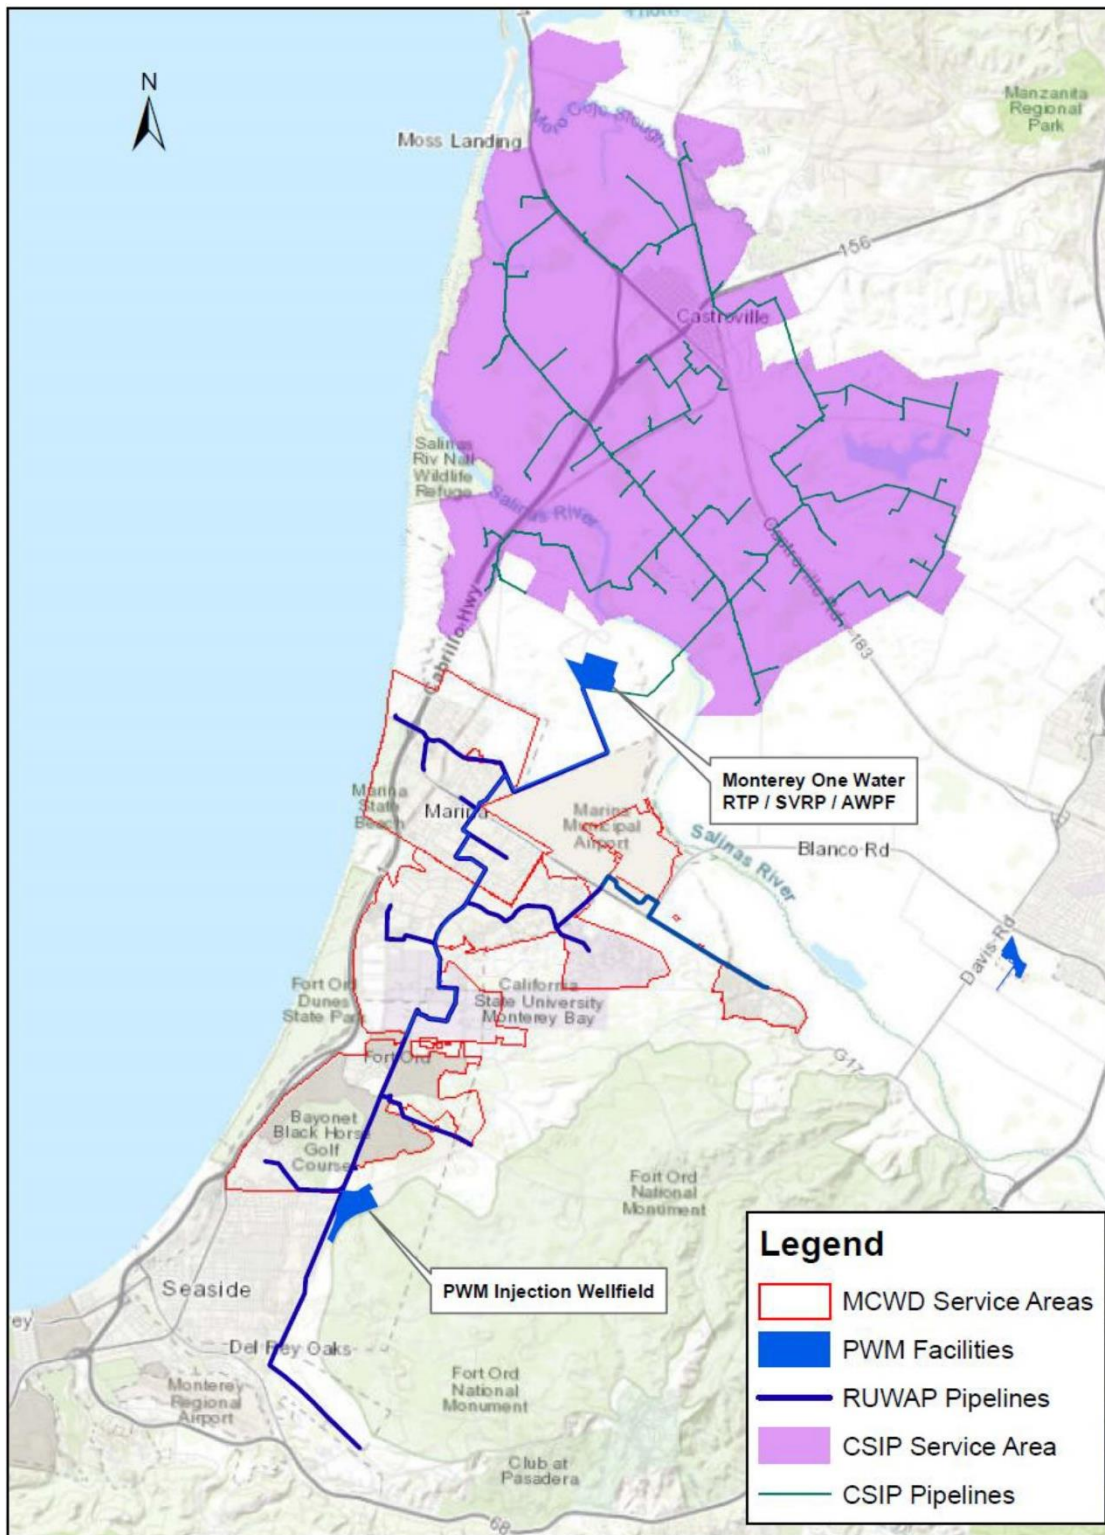 N
Manzanita
Regional
Park
Moro Cojo Slough
Moss Landing
156
Castroville
Salinas
Riv Natl
Wildlife
Refuge
Salinas River
Castroville Rd
183
Cabrillo Hwy
Monterey One Water
RTP / SVRP / AWPF
Marina
State
Beach
Marina
Marina
Municipal
Airport
Salinas
River
Blanco Rd
1
Davis Rd
Fort Ord
Dunes
State Park
California
State University
Monterey Bay
Fort Ord
G17
Bayonet
Black Horse
Golf
Course
Fort Ord
National
Monument
PWM Injection Wellfield
Seaside
ey
Del Rey Oaks
Monterey
Regional
Airport
Fort Ord
National
Monument
Club at
Pasadera
68
Legend
MCWD Service Areas
PWM Facilities
RUWAP Pipelines
CSIP Service Area
CSIP Pipelines